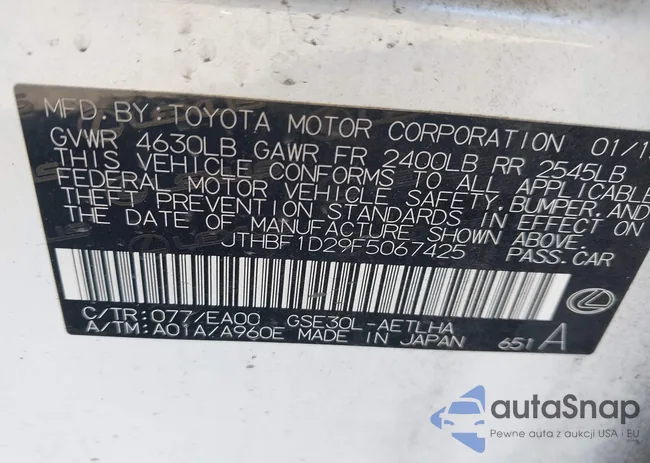 MFD. BY: TOYOTA MOTOR CORPORATION 01/1
GVWR 4630LB GAWR FR 2400LB RR 2545LB
THIS VEHICLE CONFORMS TO ALL APPLICABLE
FEDERAL MOTOR VEHICLE SAFETY, BUMPER, AND
THEFT PREVENTION STANDARDS IN EFFECT ON
THE DATE OF MANUFACTURE SHOWN ABOVE.
JTHBF1D29F5067425 PASS. CAR
C/TR: 077/EA00 GSE30L-AETLHA
A/TM: A01A/A960E MADE IN JAPAN 651 A
autaSnap
Pewne auta z aukcji USA i EU